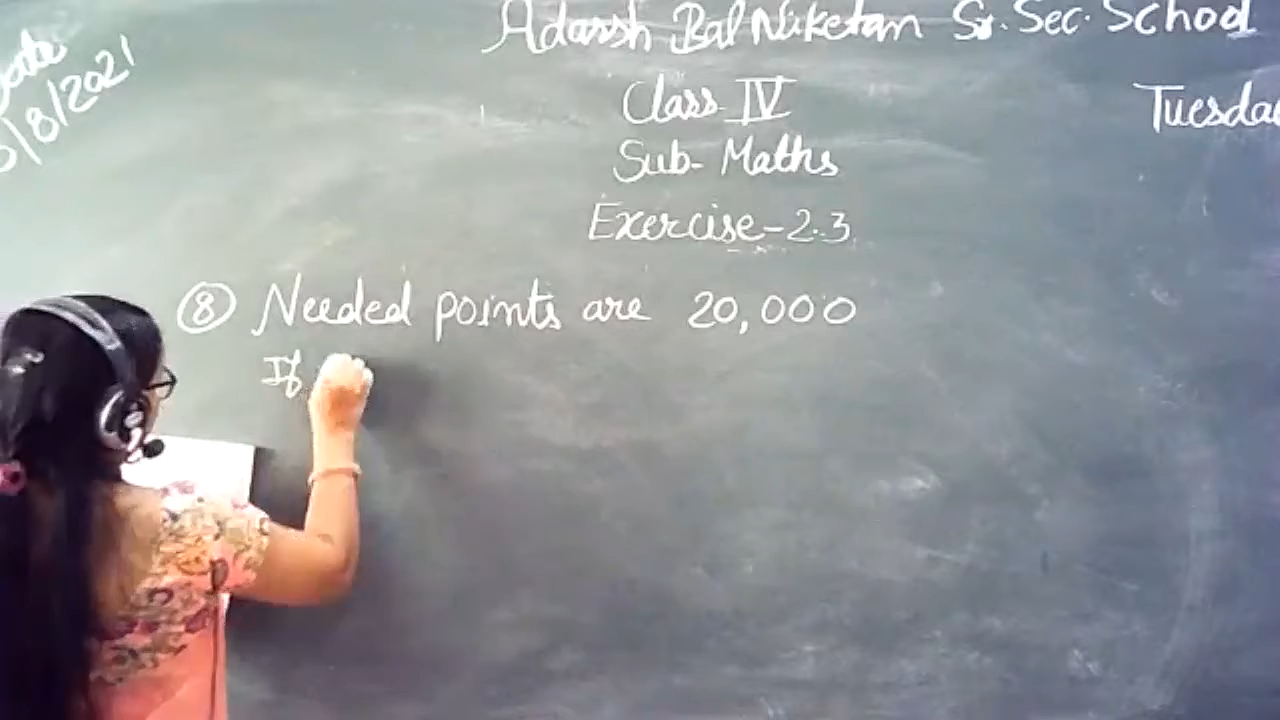 Adarsh Bal Niketan Sr. Sec. School
Date
/8/2021
Class IV
Tuesda
Sub- Maths
Exercise-2.3
8 Needed points are 20,000
If